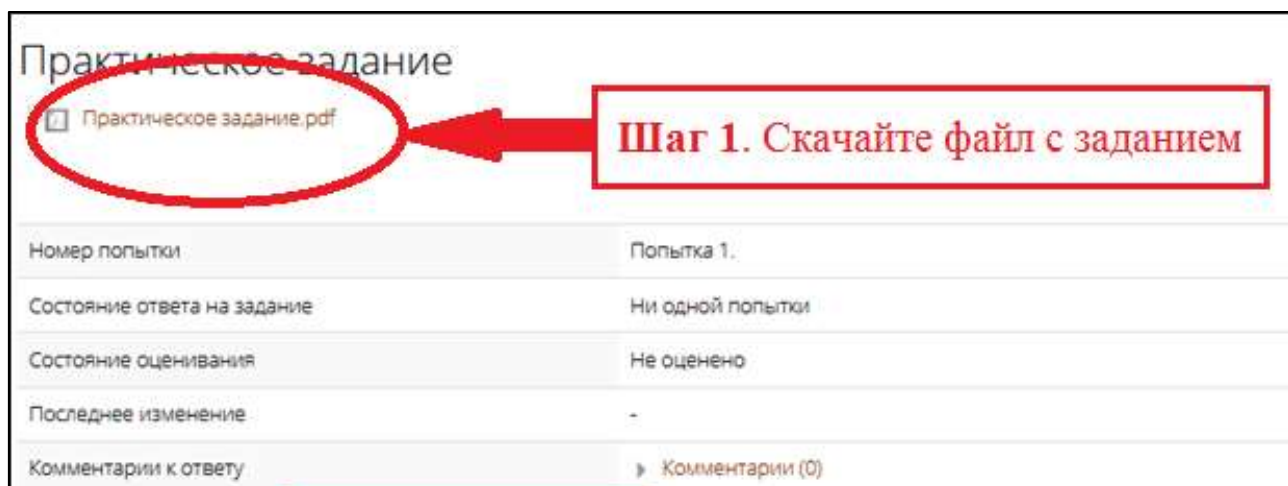 Практическое задание
Практическое задание.pdf
Шаг 1. Скачайте файл с заданием
Номер попытки Попытка 1.
Состояние ответа на задание Ни одной попытки
Состояние оценивания Не оценено
Последнее изменение -
Комментарии к ответу Комментарии (0)